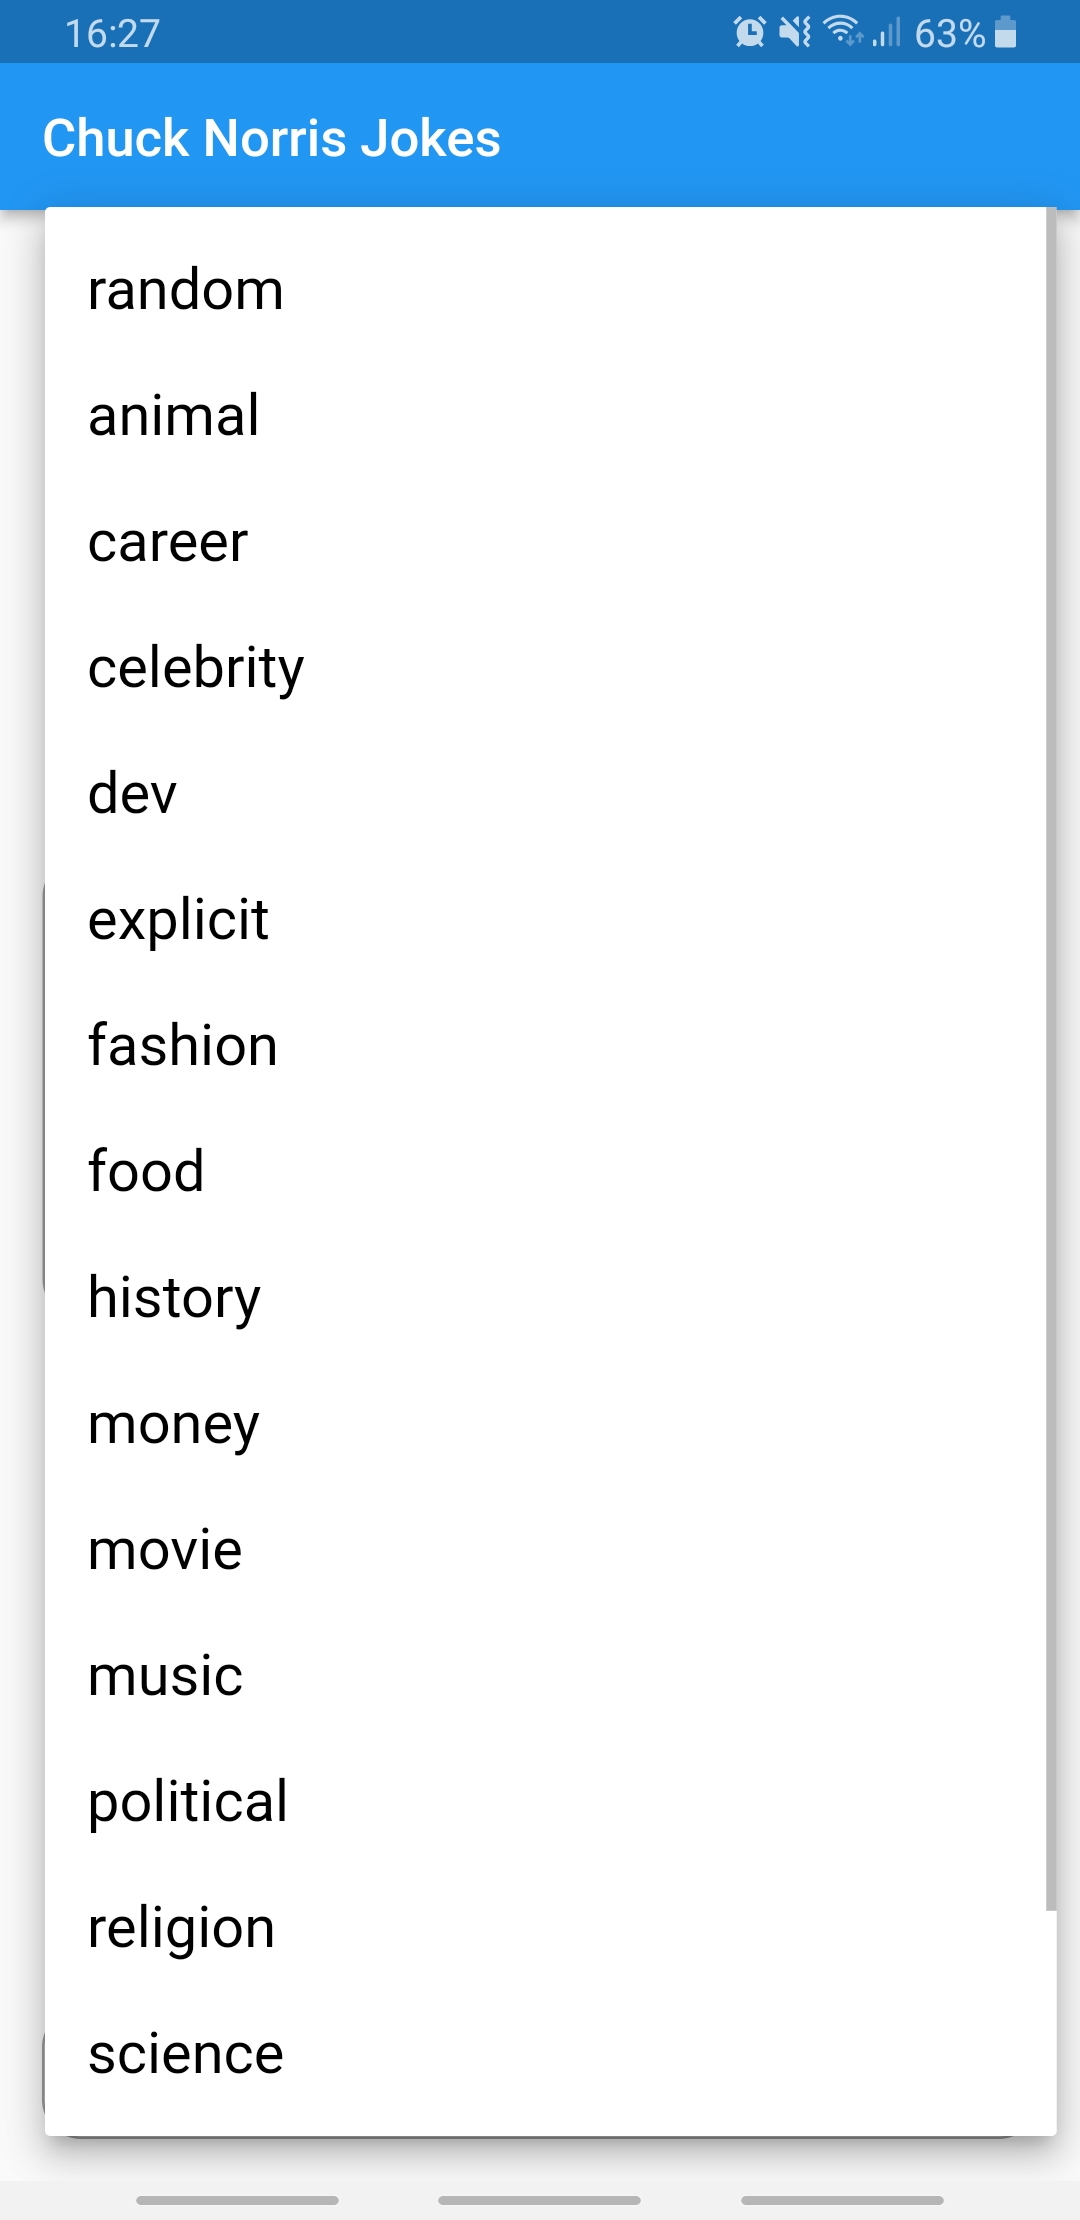 16:27 63%
Chuck Norris Jokes
random
animal
career
celebrity
dev
explicit
fashion
food
history
money
movie
music
political
religion
science